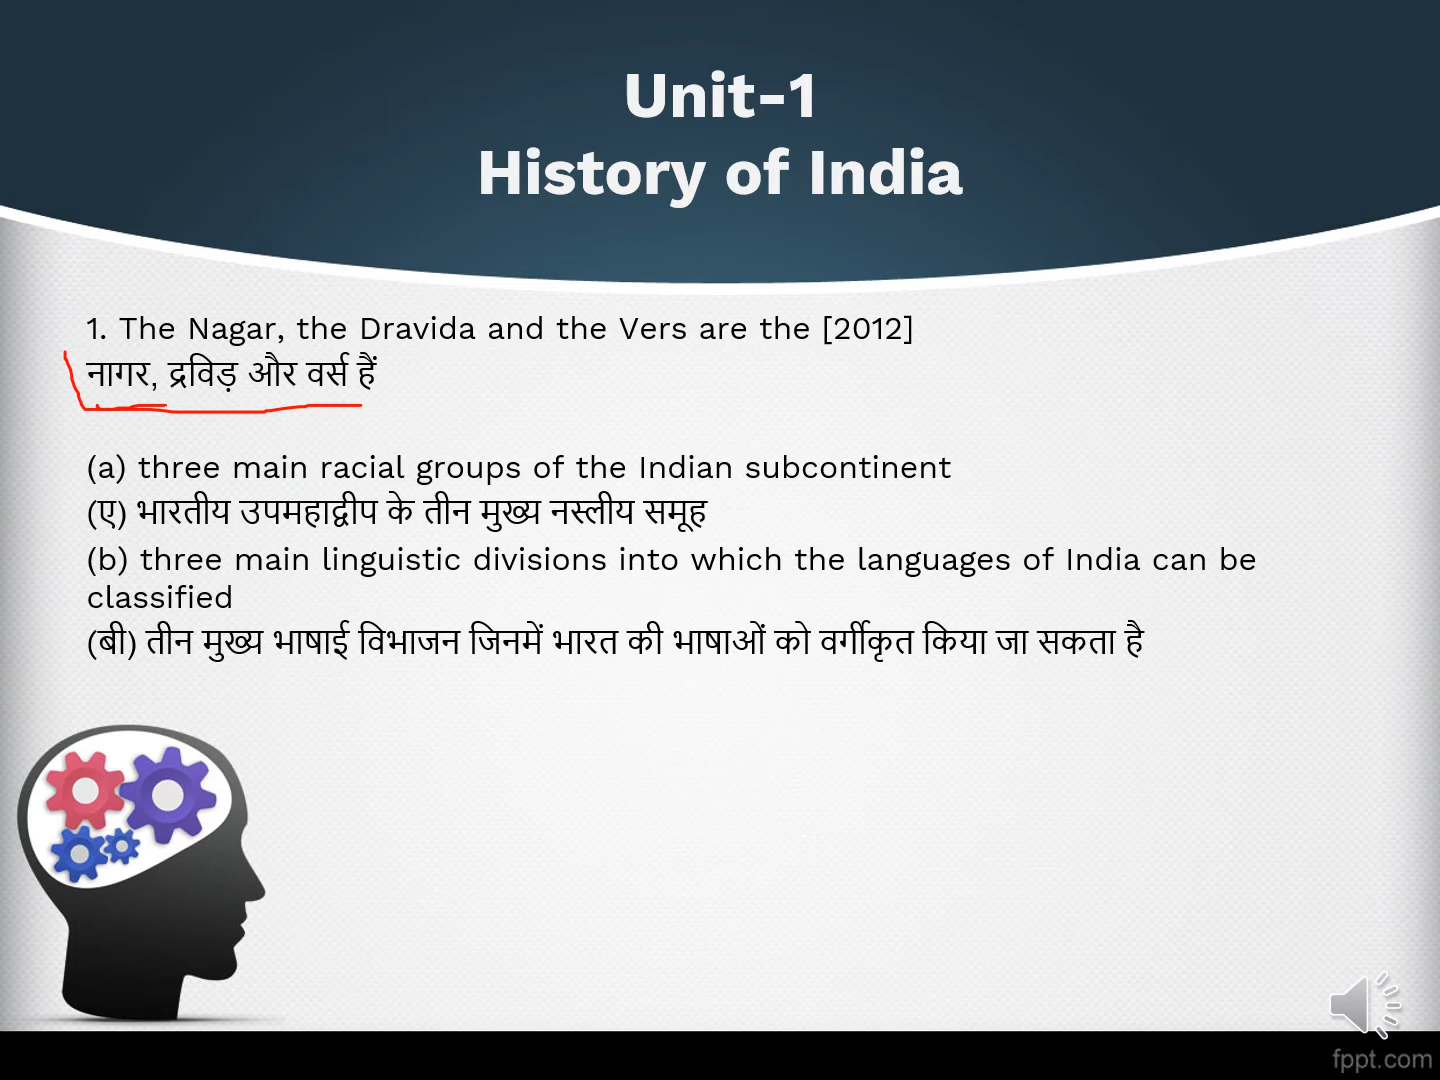 Unit-1
History of India
1. The Nagar, the Dravida and the Vers are the [2012]
नागर, द्रविड़ और वर्स हैं
(a) three main racial groups of the Indian subcontinent
(ए) भारतीय उपमहाद्वीप के तीन मुख्य नस्लीय समूह
(b) three main linguistic divisions into which the languages of India can be
classified
(बी) तीन मुख्य भाषाई विभाजन जिनमें भारत की भाषाओं को वर्गीकृत किया जा सकता है
fppt.com